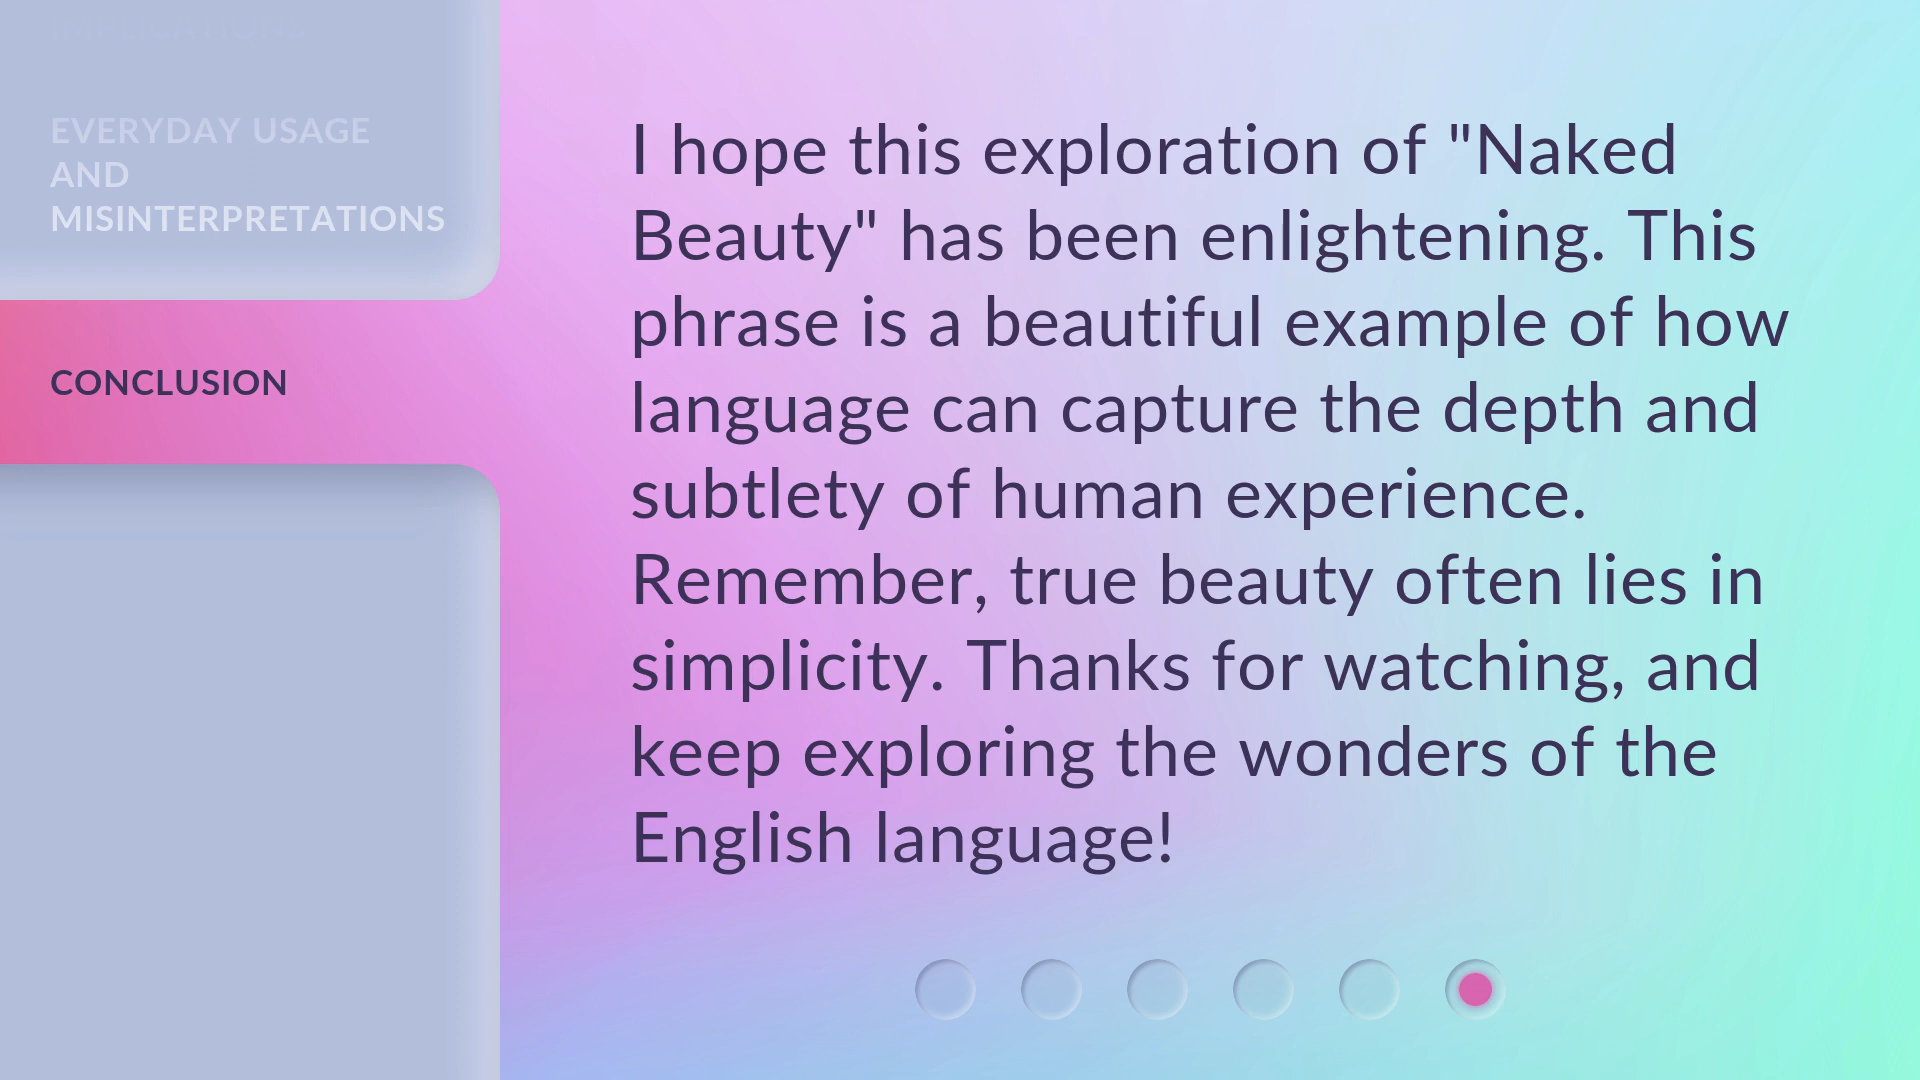 EVERYDAY USAGE
AND
MISINTERPRETATIONS
CONCLUSION
I hope this exploration of "Naked
Beauty" has been enlightening. This
phrase is a beautiful example of how
language can capture the depth and
subtlety of human experience.
Remember, true beauty often lies in
simplicity. Thanks for watching, and
keep exploring the wonders of the
English language!